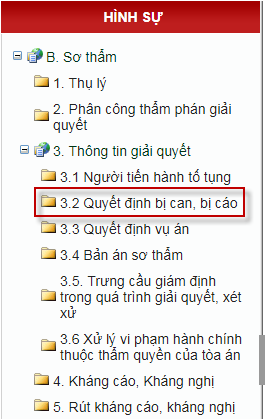 HÌNH SỰ
B. Sơ thẩm
1. Thụ lý
2. Phân công thẩm phán giải
quyết
3. Thông tin giải quyết
3.1 Người tiến hành tố tụng
3.2 Quyết định bị can, bị cáo
3.3 Quyết định vụ án
3.4 Bản án sơ thẩm
3.5. Trưng cầu giám định
trong quá trình giải quyết, xét
xử
3.6 Xử lý vi phạm hành chính
thuộc thẩm quyền của tòa án
4. Kháng cáo, Kháng nghị
5. Rút kháng cáo, kháng nghị